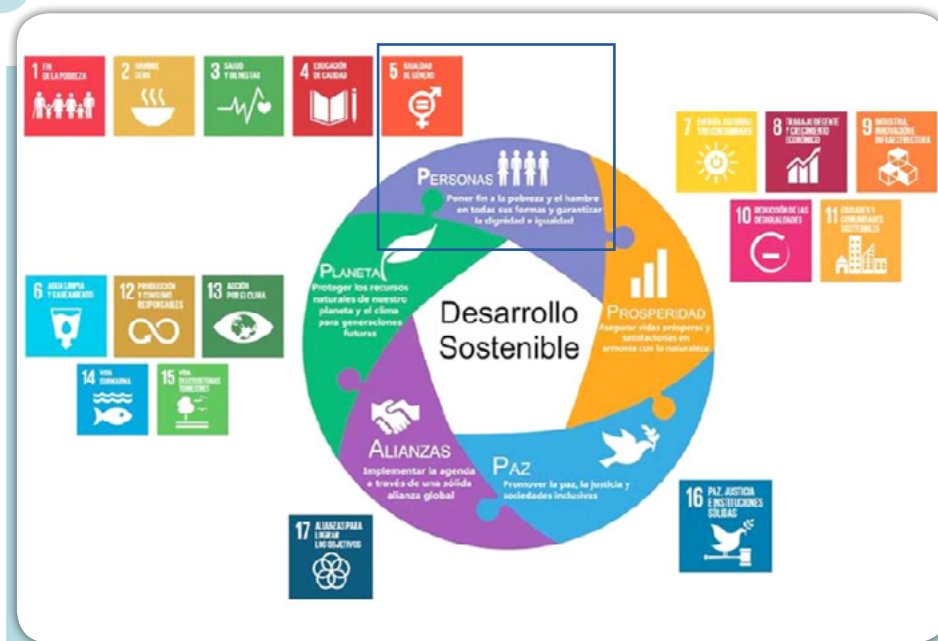 1 FIN
DE LA POBREZA
2 HAMBRE
CERO
3 SALUD
Y BIENESTAR
4 EDUCACIÓN
DE CALIDAD
5 IGUALDAD
DE GÉNERO
7 ENERGÍA ASEQUIBLE
Y NO CONTAMINANTE
8 TRABAJO DECENTE
Y CRECIMIENTO
ECONÓMICO
9 INDUSTRIA,
INNOVACIÓN E
INFRAESTRUCTURA
10 REDUCCIÓN DE LAS
DESIGUALDADES
11 CIUDADES Y
COMUNIDADES
SOSTENIBLES
PERSONAS
Poner fin a la pobreza y el hambre
en todas sus formas y garantizar
la dignidad e igualdad
PLANETA
Proteger los recursos
naturales de nuestro
planeta y el clima
para generaciones
futuras
Desarrollo
Sostenible
PROSPERIDAD
Asegurar vidas prósperas y
satisfactorias en
armonía con la naturaleza
6 AGUA LIMPIA
Y SANEAMIENTO
12 PRODUCCIÓN
Y CONSUMO
RESPONSABLES
13 ACCIÓN
POR EL CLIMA
14 VIDA
SUBMARINA
15 VIDA
DE ECOSISTEMAS
TERRESTRES
ALIANZAS
Implementar la agenda
a través de una sólida
alianza global
PAZ
Promover la paz, la justicia y
sociedades inclusivas
16 PAZ, JUSTICIA
E INSTITUCIONES
SÓLIDAS
17 ALIANZAS PARA
LOGRAR
LOS OBJETIVOS